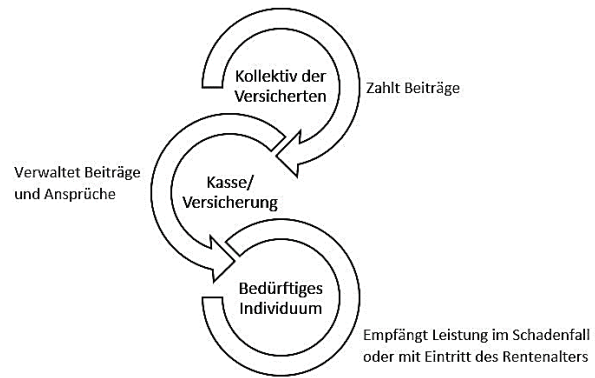 Kollektiv der
Versicherten
Zahlt Beiträge
Verwaltet Beiträge
und Ansprüche
Kasse/
Versicherung
Bedürftiges
Individuum
Empfängt Leistung im Schadenfall
oder mit Eintritt des Rentenalters